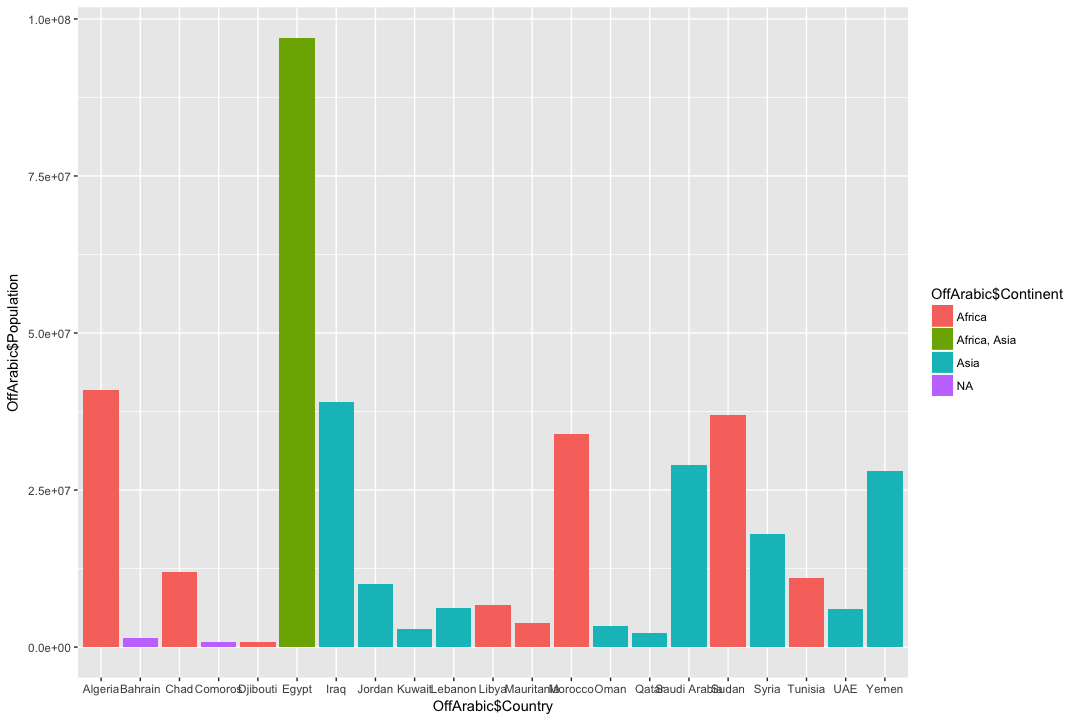 1.0e+08
7.5e+07
5.0e+07
2.5e+07
0.0e+00
OffArabic$Population
Algeria Bahrain Chad Comoros Djibouti Egypt Iraq Jordan Kuwait Lebanon Libya Mauritania Morocco Oman Qatar Saudi Arabia Sudan Syria Tunisia UAE Yemen
OffArabic$Country
OffArabic$Continent
Africa
Africa, Asia
Asia
NA